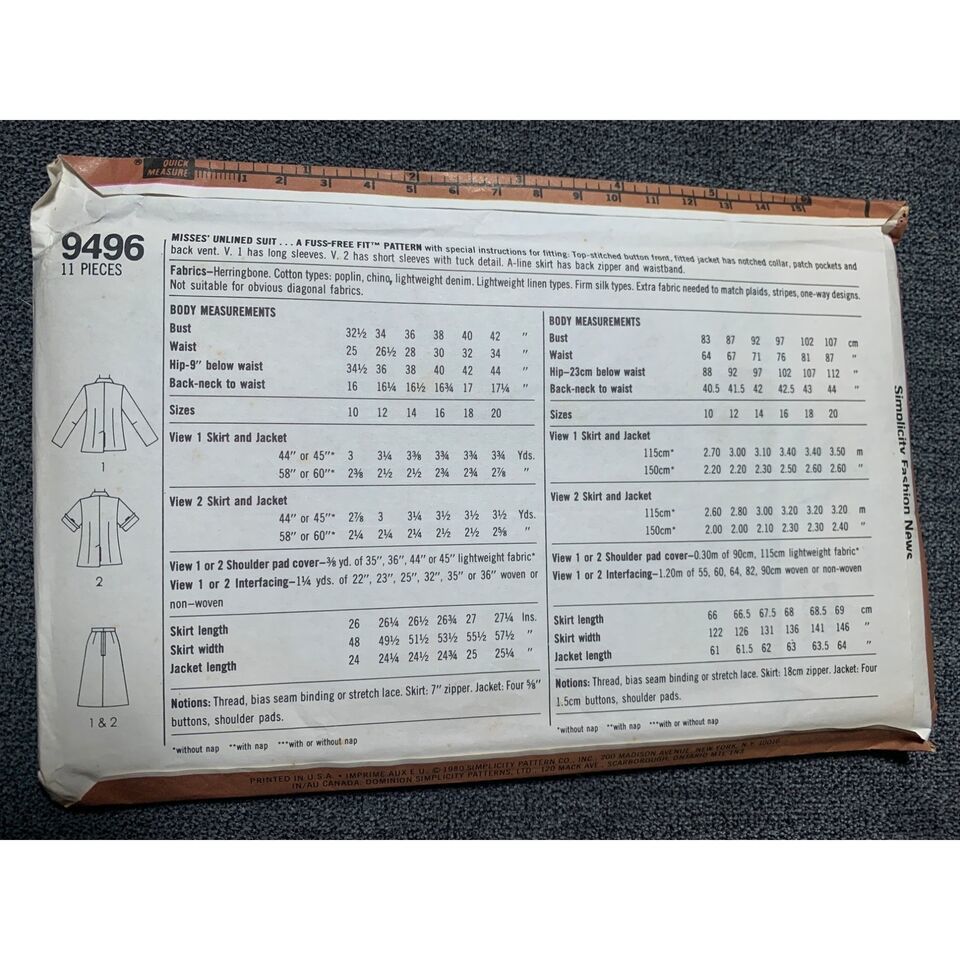 QUICK
MEASURE
1 2 3 4 5
1 2 3 4 5 6 7 8 9 10 11 12 13 14 15
9496
11 PIECES
MISSES' UNLINED SUIT . . . A FUSS-FREE FIT™ PATTERN with special instructions for fitting: Top-stitched button front, fitted jacket has notched collar, patch pockets and
back vent. V. 1 has long sleeves. V. 2 has short sleeves with tuck detail. A-line skirt has back zipper and waistband.
Fabrics—Herringbone. Cotton types: poplin, chino, lightweight denim. Lightweight linen types. Firm silk types. Extra fabric needed to match plaids, stripes, one-way designs.
Not suitable for obvious diagonal fabrics.
BODY MEASUREMENTS
Bust 32½ 34 36 38 40 42 "
Waist 25 26½ 28 30 32 34 "
Hip-9" below waist 34½ 36 38 40 42 44 "
Back-neck to waist 16 16¼ 16½ 16¾ 17 17¼ "
Sizes 10 12 14 16 18 20
View 1 Skirt and Jacket
44" or 45"* 3 3¼ 3⅜ 3¾ 3¾ 3¾ Yds.
58" or 60"* 2⅜ 2½ 2½ 2¾ 2¾ 2⅞ "
View 2 Skirt and Jacket
44" or 45"* 2⅞ 3 3¼ 3½ 3½ 3½ Yds.
58" or 60"* 2¼ 2¼ 2¼ 2½ 2½ 2⅝ "
View 1 or 2 Shoulder pad cover—⅜ yd. of 35", 36", 44" or 45" lightweight fabric*
View 1 or 2 Interfacing—1¼ yds. of 22", 23", 25", 32", 35" or 36" woven or
non-woven
Skirt length 26 26¼ 26½ 26¾ 27 27¼ Ins.
Skirt width 48 49½ 51½ 53½ 55½ 57½ "
Jacket length 24 24¼ 24½ 24¾ 25 25¼ "
Notions: Thread, bias seam binding or stretch lace. Skirt: 7" zipper. Jacket: Four ⅝"
buttons, shoulder pads.
*without nap **with nap ***with or without nap
BODY MEASUREMENTS
Bust 83 87 92 97 102 107 cm
Waist 64 67 71 76 81 87 "
Hip—23cm below waist 88 92 97 102 107 112 "
Back-neck to waist 40.5 41.5 42 42.5 43 44 "
Sizes 10 12 14 16 18 20
View 1 Skirt and Jacket
115cm* 2.70 3.00 3.10 3.40 3.40 3.50 m
150cm* 2.20 2.20 2.30 2.50 2.60 2.60 "
View 2 Skirt and Jacket
115cm* 2.60 2.80 3.00 3.20 3.20 3.20 m
150cm* 2.00 2.00 2.10 2.30 2.30 2.40 "
View 1 or 2 Shoulder pad cover—0.30m of 90cm, 115cm lightweight fabric*
View 1 or 2 Interfacing—1.20m of 55, 60, 64, 82, 90cm woven or non-woven
Skirt length 66 66.5 67.5 68 68.5 69 cm
Skirt width 122 126 131 136 141 146 "
Jacket length 61 61.5 62 63 63.5 64 "
Notions: Thread, bias seam binding or stretch lace. Skirt: 18cm zipper. Jacket: Four
1.5cm buttons, shoulder pads.
*without nap **with nap ***with or without nap
1
2
1 & 2
Simplicity Fashion News
PRINTED IN U.S.A. • IMPRIMÉ AUX E.U. © 1980 SIMPLICITY PATTERN CO., INC., 200 MADISON AVENUE, NEW YORK, N.Y. 10016
IN/AU CANADA: DOMINION SIMPLICITY PATTERNS, LTD. 120 MACK AVE., SCARBOROUGH, ONTARIO M1L 1N3